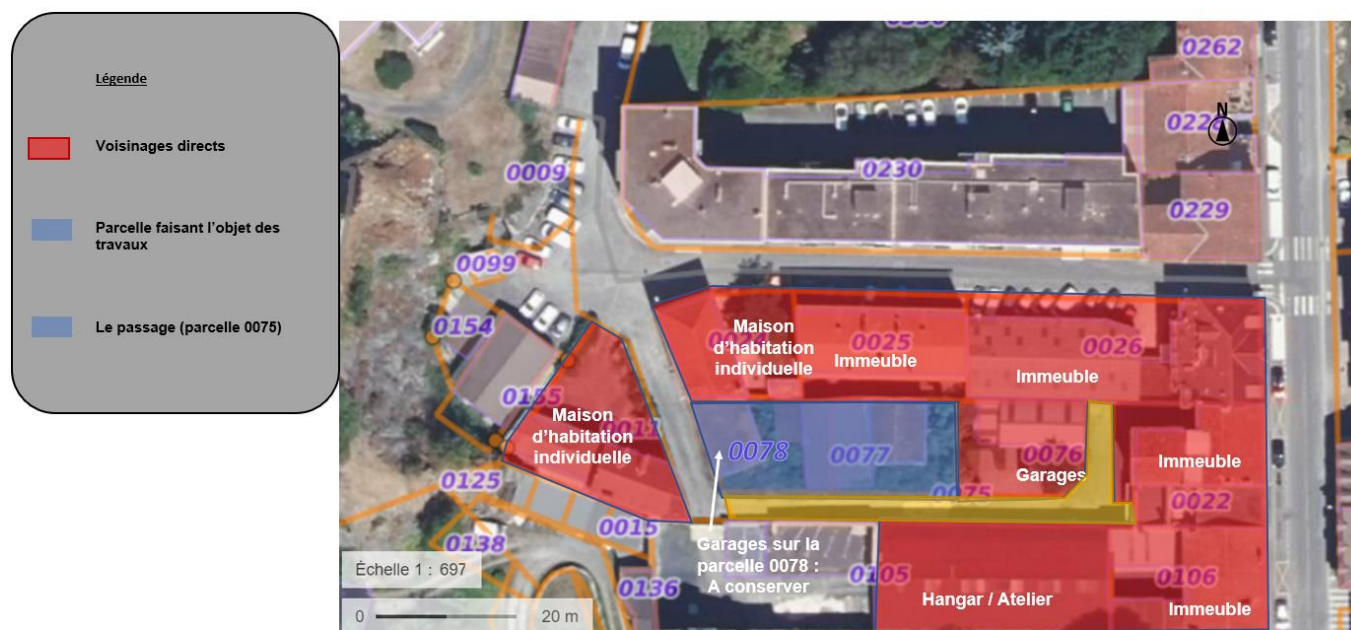 Légende
Voisinages directs
Parcelle faisant l'objet des
travaux
Le passage (parcelle 0075)
0262
N
0230
0229
0009
0099
0154
0155
Maison
d'habitation
individuelle
0025
Immeuble
0026
Immeuble
Maison
d'habitation
individuelle
0078
0077
0076
Garages
Immeuble
0075
0022
0125
0015
0138
0136
Garages sur la
parcelle 0078 :
A conserver
0105
Hangar / Atelier
0106
Immeuble
Échelle 1 : 697
0 20 m